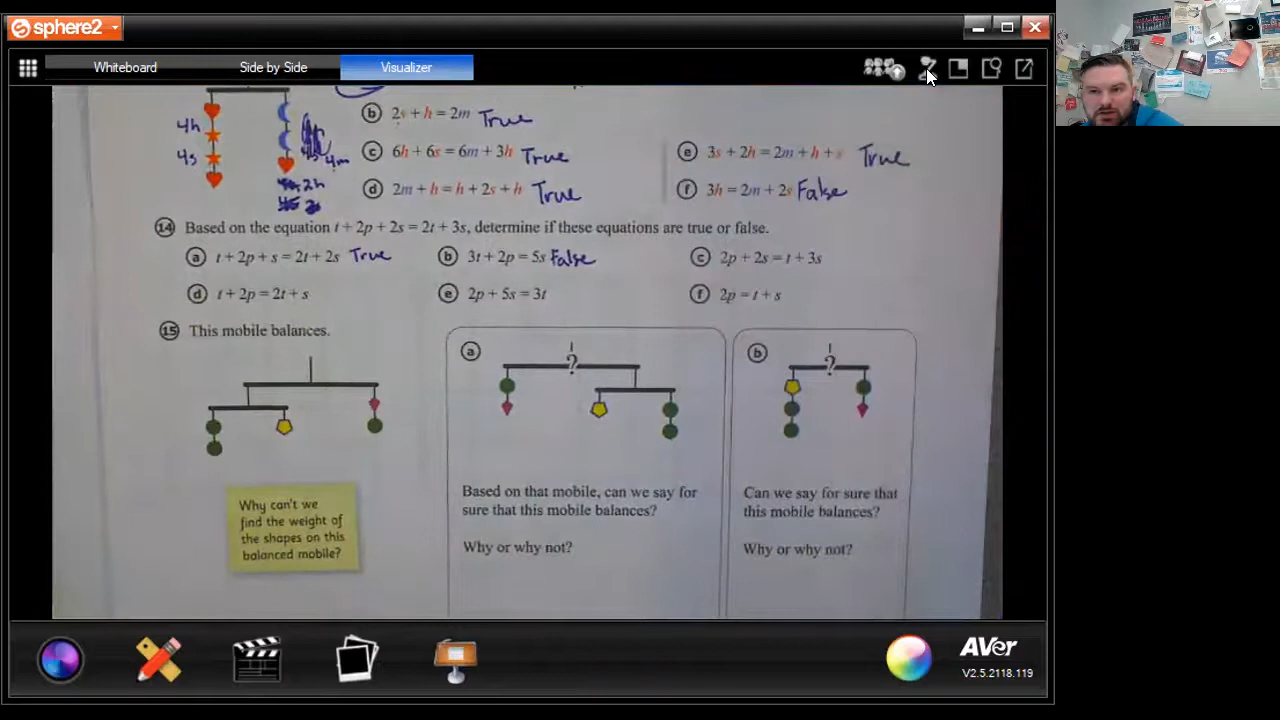 sphere2
Whiteboard
Side by Side
Visualizer
4h
4s
4m
2h
b 2s + h = 2m True
c 6h + 6s = 6m + 3h True
d 2m + h = h + 2s + h True
e 3s + 2h = 2m + h + s True
f 3h = 2m + 2s False
14 Based on the equation t + 2p + 2s = 2t + 3s, determine if these equations are true or false.
a t + 2p + s = 2t + 2s True
b 3t + 2p = 5s False
c 2p + 2s = t + 3s
d t + 2p = 2t + s
e 2p + 5s = 3t
f 2p = t + s
15 This mobile balances.
Why can't we
find the weight of
the shapes on this
balanced mobile?
a
?
Based on that mobile, can we say for
sure that this mobile balances?
Why or why not?
b
?
Can we say for sure that
this mobile balances?
Why or why not?
AVer
V2.5.2118.119